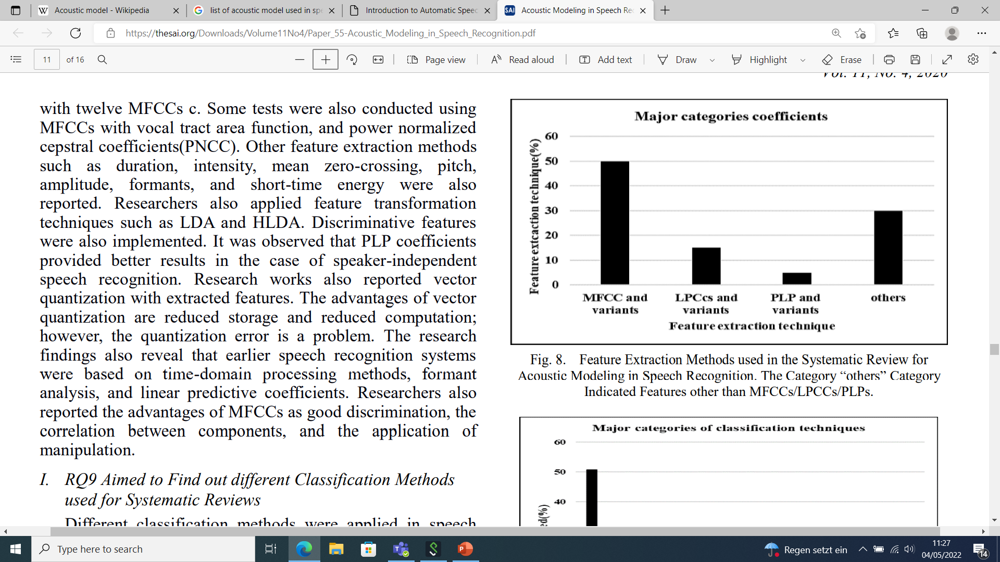 Acoustic model - Wikipedia
list of acoustic model used in spe
Introduction to Automatic Speec
SAI
Acoustic Modeling in Speech Rec
https://thesai.org/Downloads/Volume11No4/Paper_55-Acoustic_Modeling_in_Speech_Recognition.pdf
11
of 16
Page view
Read aloud
Add text
Draw
Highlight
Erase
Vol. 11, No. 4, 2020
with twelve MFCCs c. Some tests were also conducted using
MFCCs with vocal tract area function, and power normalized
cepstral coefficients(PNCC). Other feature extraction methods
such as duration, intensity, mean zero-crossing, pitch,
amplitude, formants, and short-time energy were also
reported. Researchers also applied feature transformation
techniques such as LDA and HLDA. Discriminative features
were also implemented. It was observed that PLP coefficients
provided better results in the case of speaker-independent
speech recognition. Research works also reported vector
quantization with extracted features. The advantages of vector
quantization are reduced storage and reduced computation;
however, the quantization error is a problem. The research
findings also reveal that earlier speech recognition systems
were based on time-domain processing methods, formant
analysis, and linear predictive coefficients. Researchers also
reported the advantages of MFCCs as good discrimination, the
correlation between components, and the application of
manipulation.
I. RQ9 Aimed to Find out different Classification Methods
used for Systematic Reviews
Different classification methods were applied in speech
Major categories coefficients
Feature extcaction technique(%)
60
50
40
30
20
10
0
MFCC and variants
LPCcs and variants
PLP and variants
others
Feature extraction technique
Fig. 8. Feature Extraction Methods used in the Systematic Review for
Acoustic Modeling in Speech Recognition. The Category “others” Category
Indicated Features other than MFCCs/LPCCs/PLPs.
Major categories of classification techniques
60
50
40
ed(%)
Type here to search
Regen setzt ein
11:27
04/05/2022
14